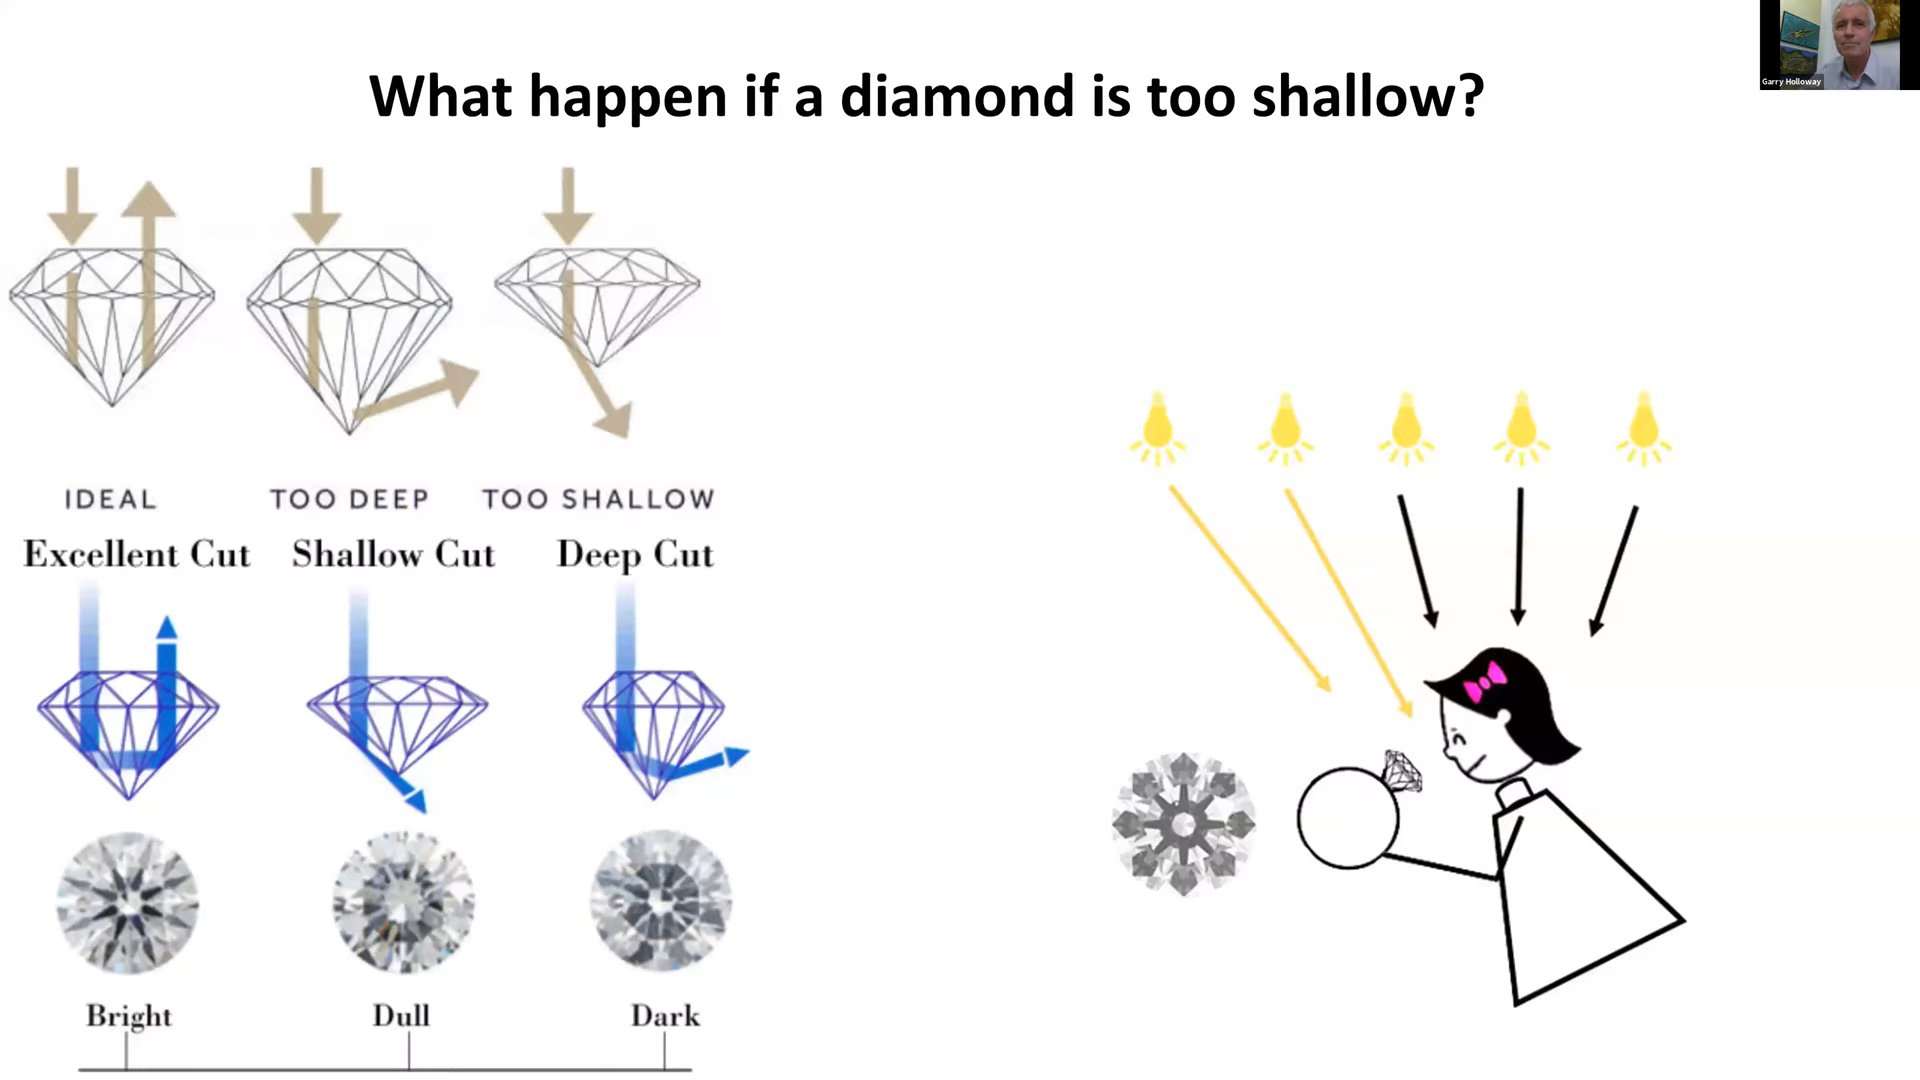 Garry Holloway
What happen if a diamond is too shallow?
IDEAL
TOO DEEP
TOO SHALLOW
Excellent Cut
Shallow Cut
Deep Cut
Bright
Dull
Dark